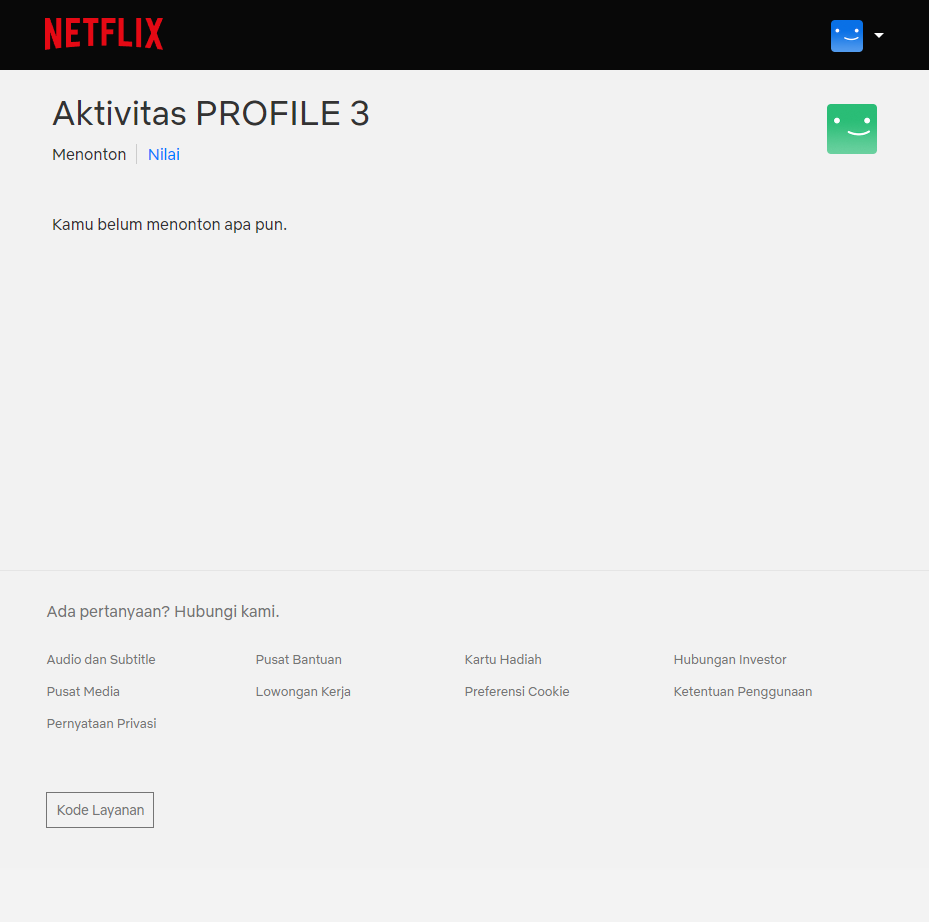 NETFLIX
Aktivitas PROFILE 3
Menonton
Nilai
Kamu belum menonton apa pun.
Ada pertanyaan? Hubungi kami.
Audio dan Subtitle
Pusat Bantuan
Kartu Hadiah
Hubungan Investor
Pusat Media
Lowongan Kerja
Preferensi Cookie
Ketentuan Penggunaan
Pernyataan Privasi
Kode Layanan